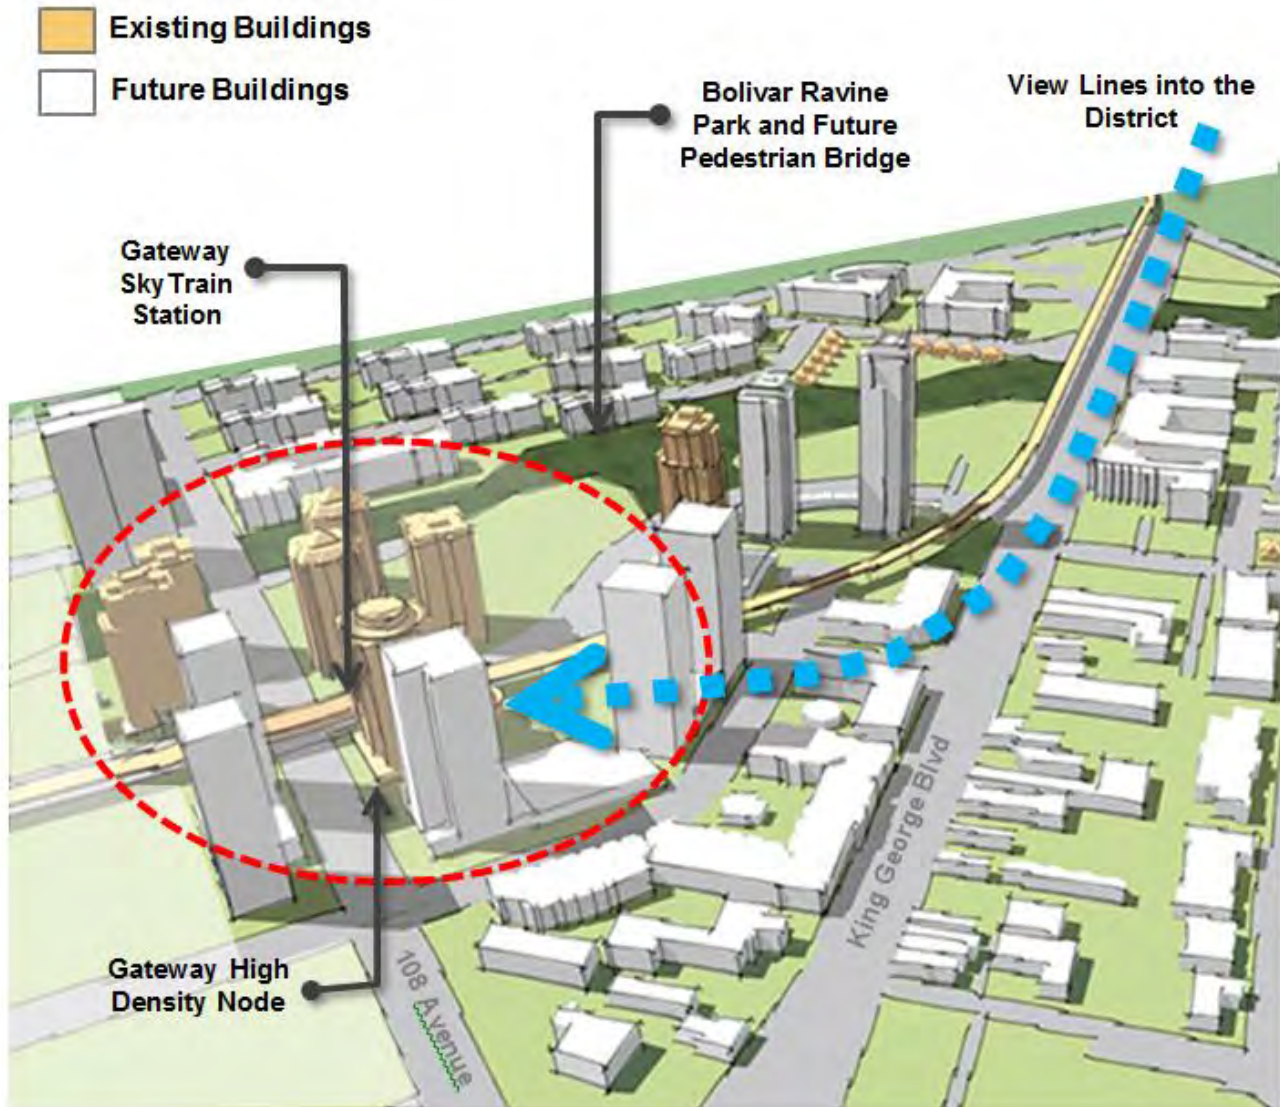 Existing Buildings
Future Buildings
Bolivar Ravine
Park and Future
Pedestrian Bridge
View Lines into the
District
Gateway
Sky Train
Station
King George Blvd
Gateway High
Density Node
108 Avenue